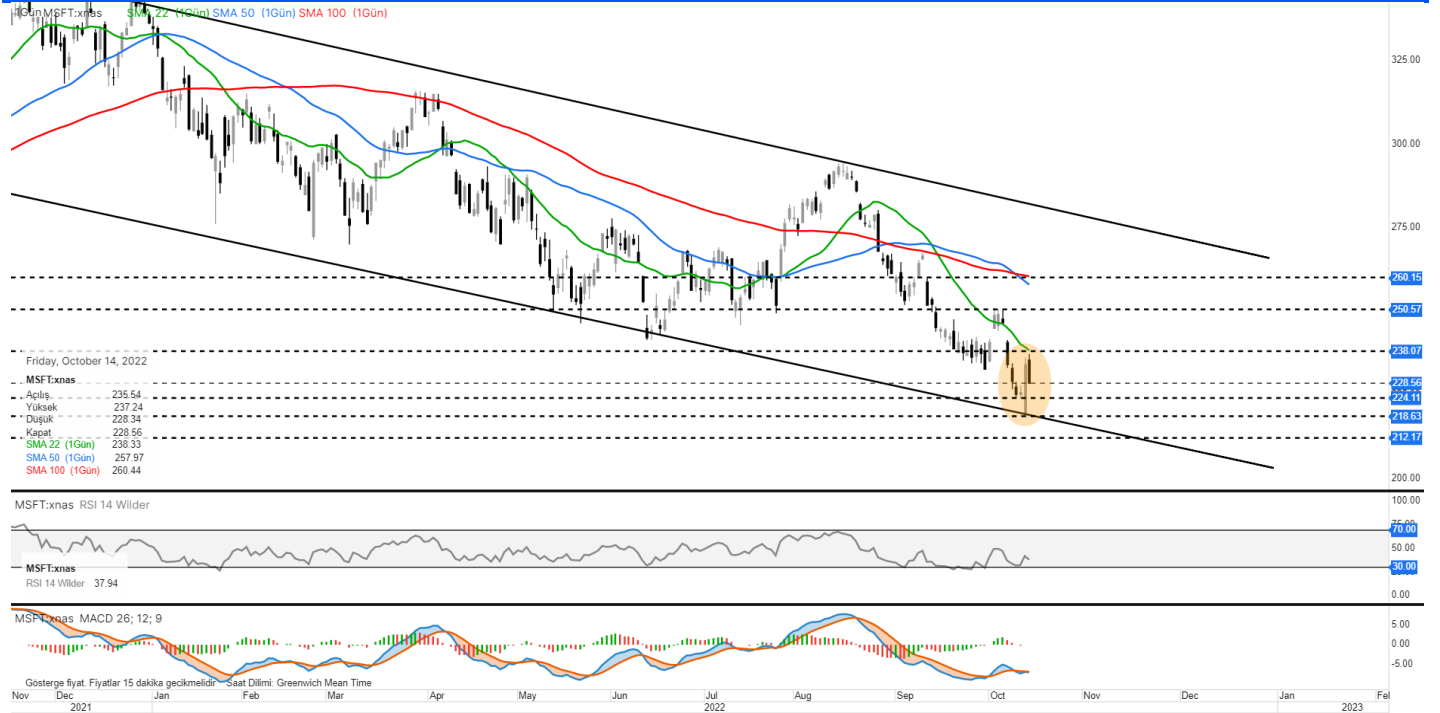 1Gün MSFT:xnas SMA 22 (1Gün) SMA 50 (1Gün) SMA 100 (1Gün)
325.00
300.00
275.00
260.15
250.57
238.07
228.56
224.11
218.63
212.17
200.00
Friday, October 14, 2022
MSFT:xnas
Açılış 235.54
Yüksek 237.24
Düşük 228.34
Kapat 228.56
SMA 22 (1Gün) 238.33
SMA 50 (1Gün) 257.97
SMA 100 (1Gün) 260.44
MSFT:xnas RSI 14 Wilder
100.00
75.00
70.00
50.00
30.00
0.00
MSFT:xnas
RSI 14 Wilder 37.94
MSFT:xnas MACD 26; 12; 9
5.00
0.00
-5.00
Gösterge fiyat. Fiyatlar 15 dakika gecikmelidir Saat Dilimi: Greenwich Mean Time
Nov Dec Jan Feb Mar Apr May Jun Jul Aug Sep Oct Nov Dec Jan Fel
2021 2022 2023